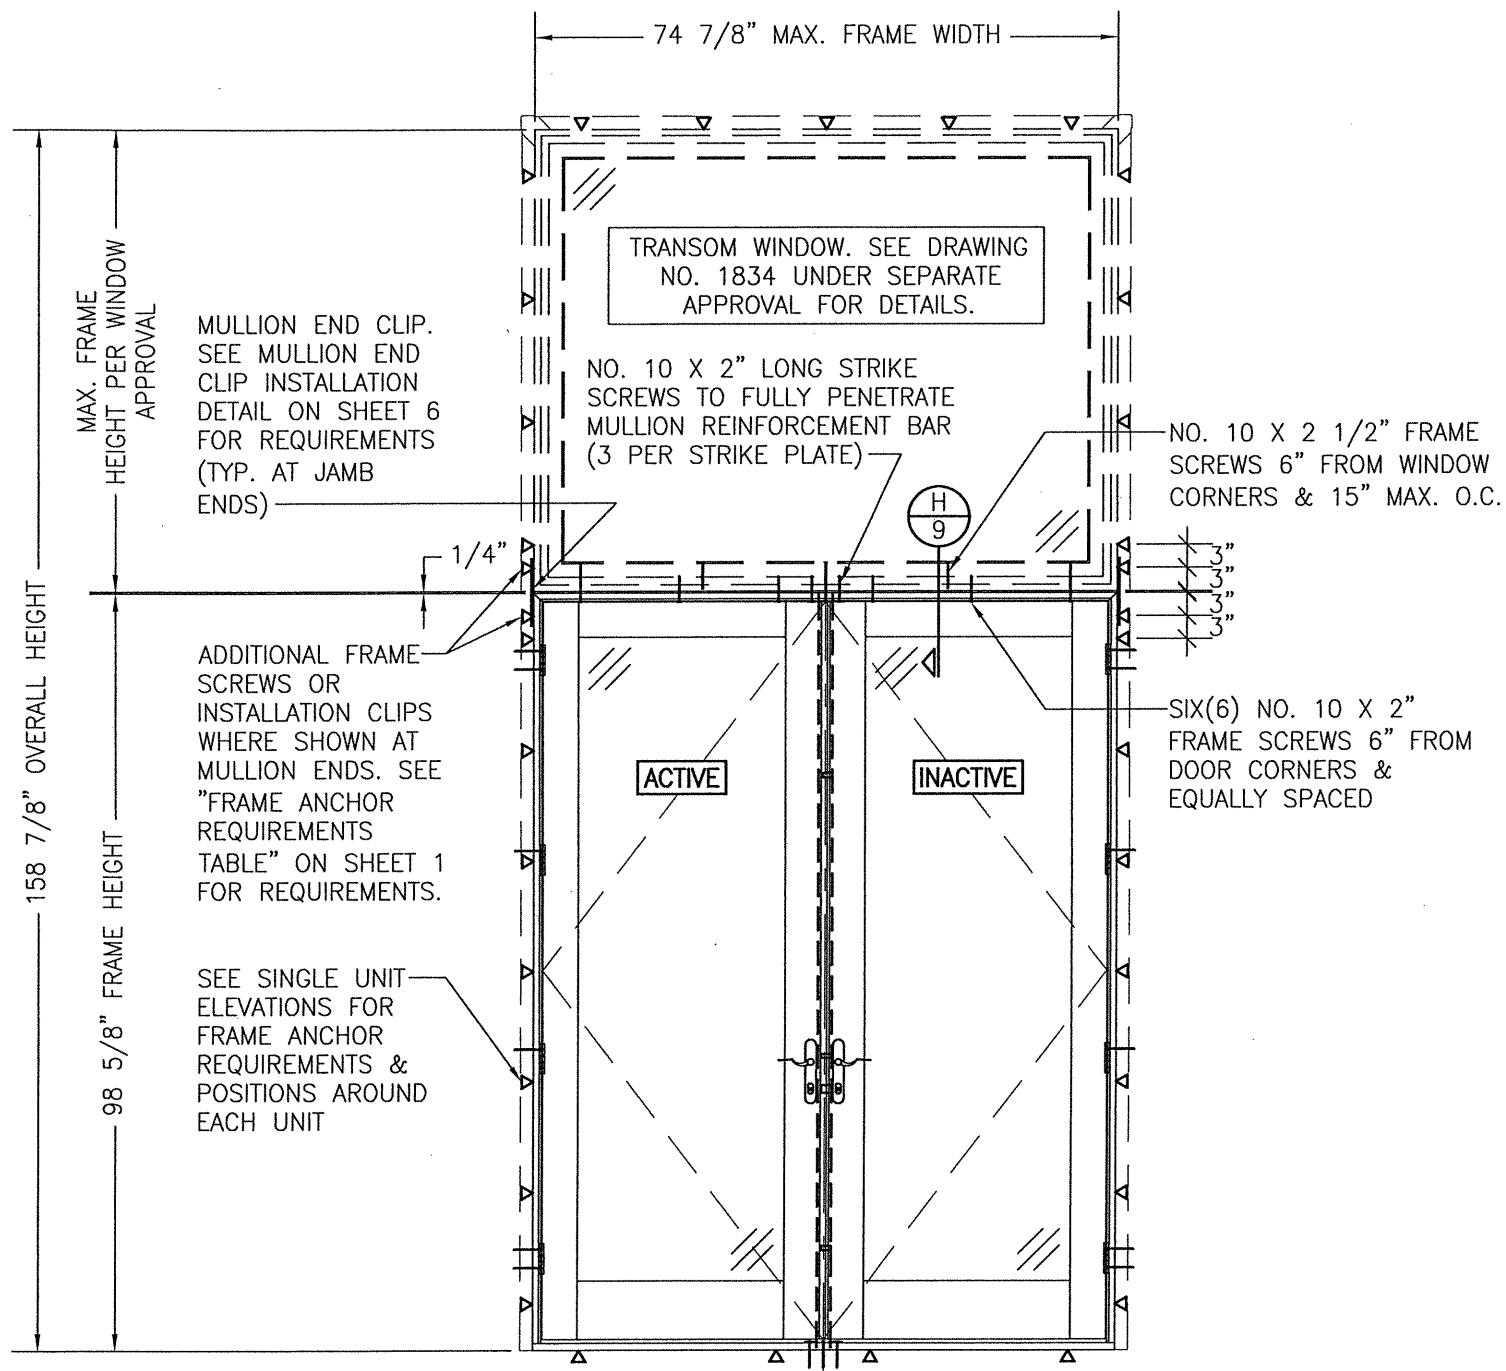 74 7/8" MAX. FRAME WIDTH
158 7/8" OVERALL HEIGHT
MAX. FRAME
HEIGHT PER WINDOW
APPROVAL
98 5/8" FRAME HEIGHT
TRANSOM WINDOW. SEE DRAWING
NO. 1834 UNDER SEPARATE
APPROVAL FOR DETAILS.
MULLION END CLIP.
SEE MULLION END
CLIP INSTALLATION
DETAIL ON SHEET 6
FOR REQUIREMENTS
(TYP. AT JAMB
ENDS)
NO. 10 X 2" LONG STRIKE
SCREWS TO FULLY PENETRATE
MULLION REINFORCEMENT BAR
(3 PER STRIKE PLATE)
NO. 10 X 2 1/2" FRAME
SCREWS 6" FROM WINDOW
CORNERS & 15" MAX. O.C.
H
9
1/4"
3"
3"
3"
3"
ADDITIONAL FRAME
SCREWS OR
INSTALLATION CLIPS
WHERE SHOWN AT
MULLION ENDS. SEE
"FRAME ANCHOR
REQUIREMENTS
TABLE" ON SHEET 1
FOR REQUIREMENTS.
SIX(6) NO. 10 X 2"
FRAME SCREWS 6" FROM
DOOR CORNERS &
EQUALLY SPACED
ACTIVE
INACTIVE
SEE SINGLE UNIT
ELEVATIONS FOR
FRAME ANCHOR
REQUIREMENTS &
POSITIONS AROUND
EACH UNIT